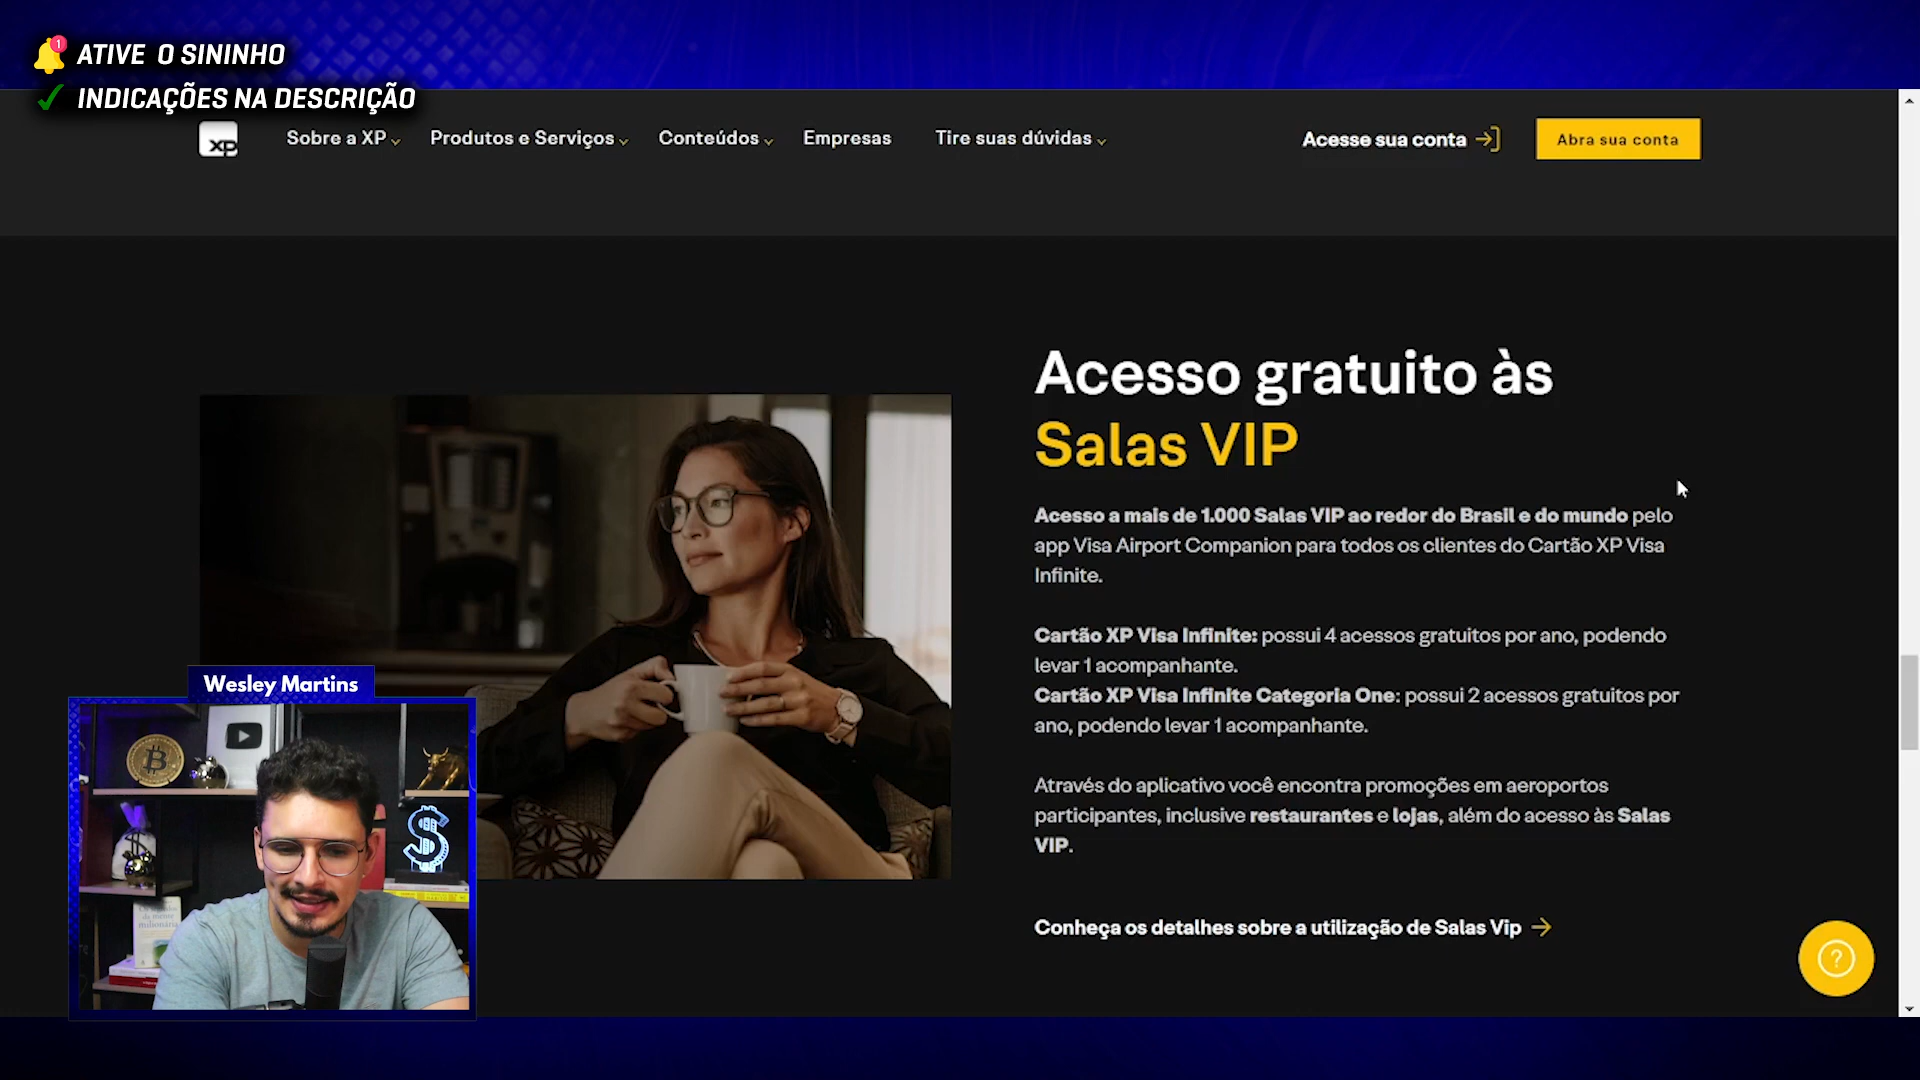 ATIVE O SININHO
INDICAÇÕES NA DESCRIÇÃO
xp
Sobre a XP
Produtos e Serviços
Conteúdos
Empresas
Tire suas dúvidas
Acesse sua conta
Abra sua conta
Acesso gratuito às
Salas VIP
Acesso a mais de 1.000 Salas VIP ao redor do Brasil e do mundo pelo
app Visa Airport Companion para todos os clientes do Cartão XP Visa
Infinite.
Cartão XP Visa Infinite: possui 4 acessos gratuitos por ano, podendo
levar 1 acompanhante.
Cartão XP Visa Infinite Categoria One: possui 2 acessos gratuitos por
ano, podendo levar 1 acompanhante.
Através do aplicativo você encontra promoções em aeroportos
participantes, inclusive restaurantes e lojas, além do acesso às Salas
VIP.
Conheça os detalhes sobre a utilização de Salas Vip
?
Wesley Martins